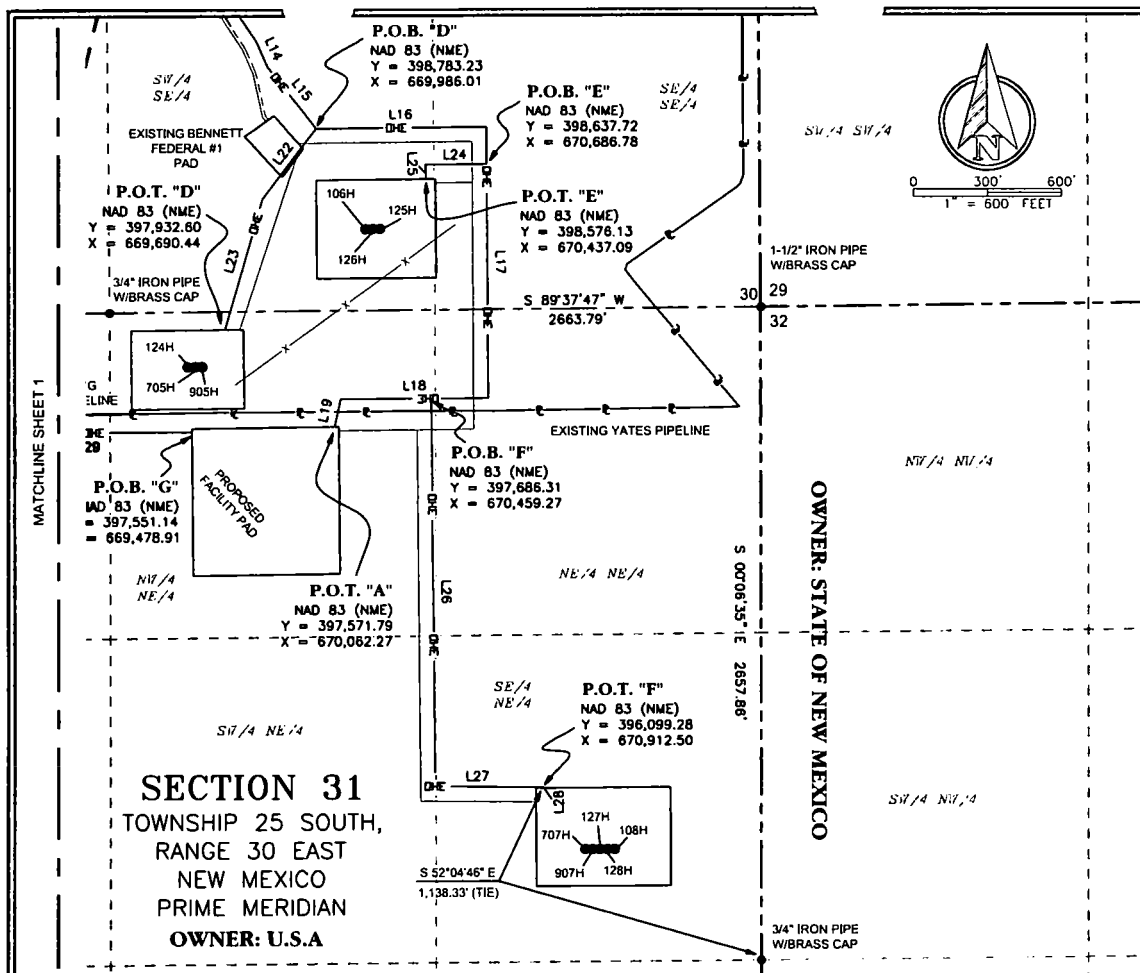 P.O.B. "D"
NAD 83 (NME)
Y = 398,783.23
X = 669,986.01
L14
L15
OHE
SW/4
SE/4
EXISTING BENNETT
FEDERAL #1
PAD
L22
L16
OHE
P.O.B. "E"
NAD 83 (NME)
Y = 398,637.72
X = 670,686.78
SE/4
SE/4
SW/4 SW/4
N
0 300' 600'
1" = 600 FEET
L24
L25
OHE
P.O.T. "D"
NAD 83 (NME)
Y = 397,932.60
X = 669,690.44
106H
125H
126H
P.O.T. "E"
NAD 83 (NME)
Y = 398,576.13
X = 670,437.09
OHE
L23
L17
3/4" IRON PIPE
W/BRASS CAP
1-1/2" IRON PIPE
W/BRASS CAP
S 89°37'47" W
2663.79'
30 29
32
OHE
124H
705H
905H
G
ELINE
MATCHLINE SHEET 1
L18
L19
EXISTING YATES PIPELINE
OHE
29
P.O.B. "G"
NAD 83 (NME)
= 397,551.14
= 669,478.91
PROPOSED
FACILITY PAD
P.O.B. "F"
NAD 83 (NME)
Y = 397,686.31
X = 670,459.27
OHE
NW/4 NW/4
NW/4
NE/4
P.O.T. "A"
NAD 83 (NME)
Y = 397,571.79
X = 670,062.27
L26
NE/4 NE/4
OHE
S 00°06'35" E 2657.86'
OWNER: STATE OF NEW MEXICO
SE/4
NE/4
P.O.T. "F"
NAD 83 (NME)
Y = 396,099.28
X = 670,912.50
SW/4 NE/4
SW/4 NW/4
OHE
L27
L28
127H
707H
108H
907H
128H
SECTION 31
TOWNSHIP 25 SOUTH,
RANGE 30 EAST
NEW MEXICO
PRIME MERIDIAN
OWNER: U.S.A
S 52°04'46" E
1,138.33' (TIE)
3/4" IRON PIPE
W/BRASS CAP